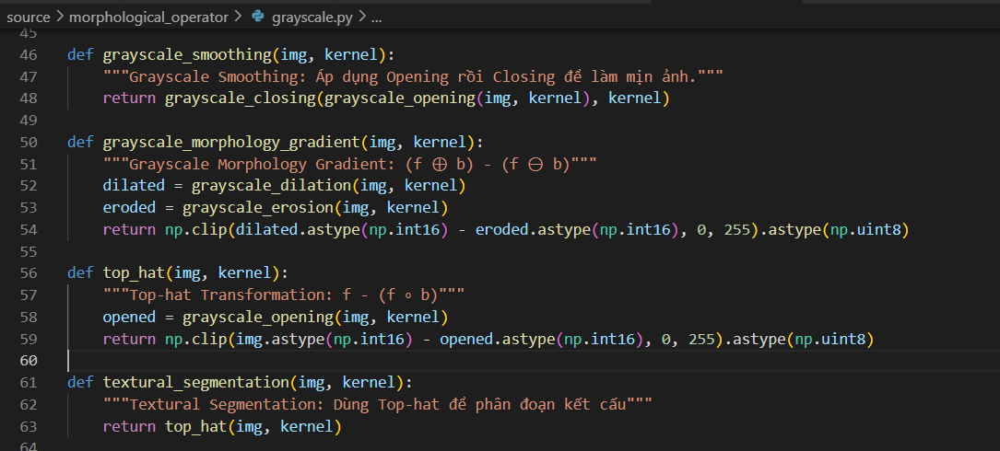 source > morphological_operator > grayscale.py > ...
45
46 def grayscale_smoothing(img, kernel):
47     """Grayscale Smoothing: Áp dụng Opening rồi Closing để làm mịn ảnh."""
48     return grayscale_closing(grayscale_opening(img, kernel), kernel)
49
50 def grayscale_morphology_gradient(img, kernel):
51     """Grayscale Morphology Gradient: (f ⊕ b) - (f ⊖ b)"""
52     dilated = grayscale_dilation(img, kernel)
53     eroded = grayscale_erosion(img, kernel)
54     return np.clip(dilated.astype(np.int16) - eroded.astype(np.int16), 0, 255).astype(np.uint8)
55
56 def top_hat(img, kernel):
57     """Top-hat Transformation: f - (f ∘ b)"""
58     opened = grayscale_opening(img, kernel)
59     return np.clip(img.astype(np.int16) - opened.astype(np.int16), 0, 255).astype(np.uint8)
60
61 def textural_segmentation(img, kernel):
62     """Textural Segmentation: Dùng Top-hat để phân đoạn kết cấu"""
63     return top_hat(img, kernel)
64